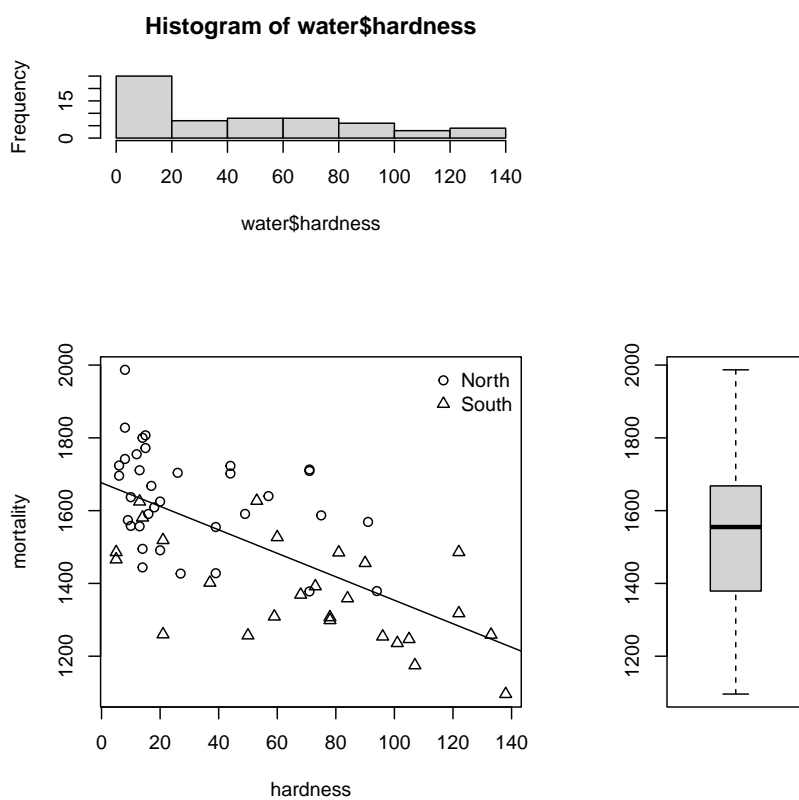 Histogram of water$hardness
Frequency
0 15
0 20 40 60 80 100 120 140
water$hardness
mortality
1200 1400 1600 1800 2000
North
South
0 20 40 60 80 100 120 140
hardness
1200 1400 1600 1800 2000